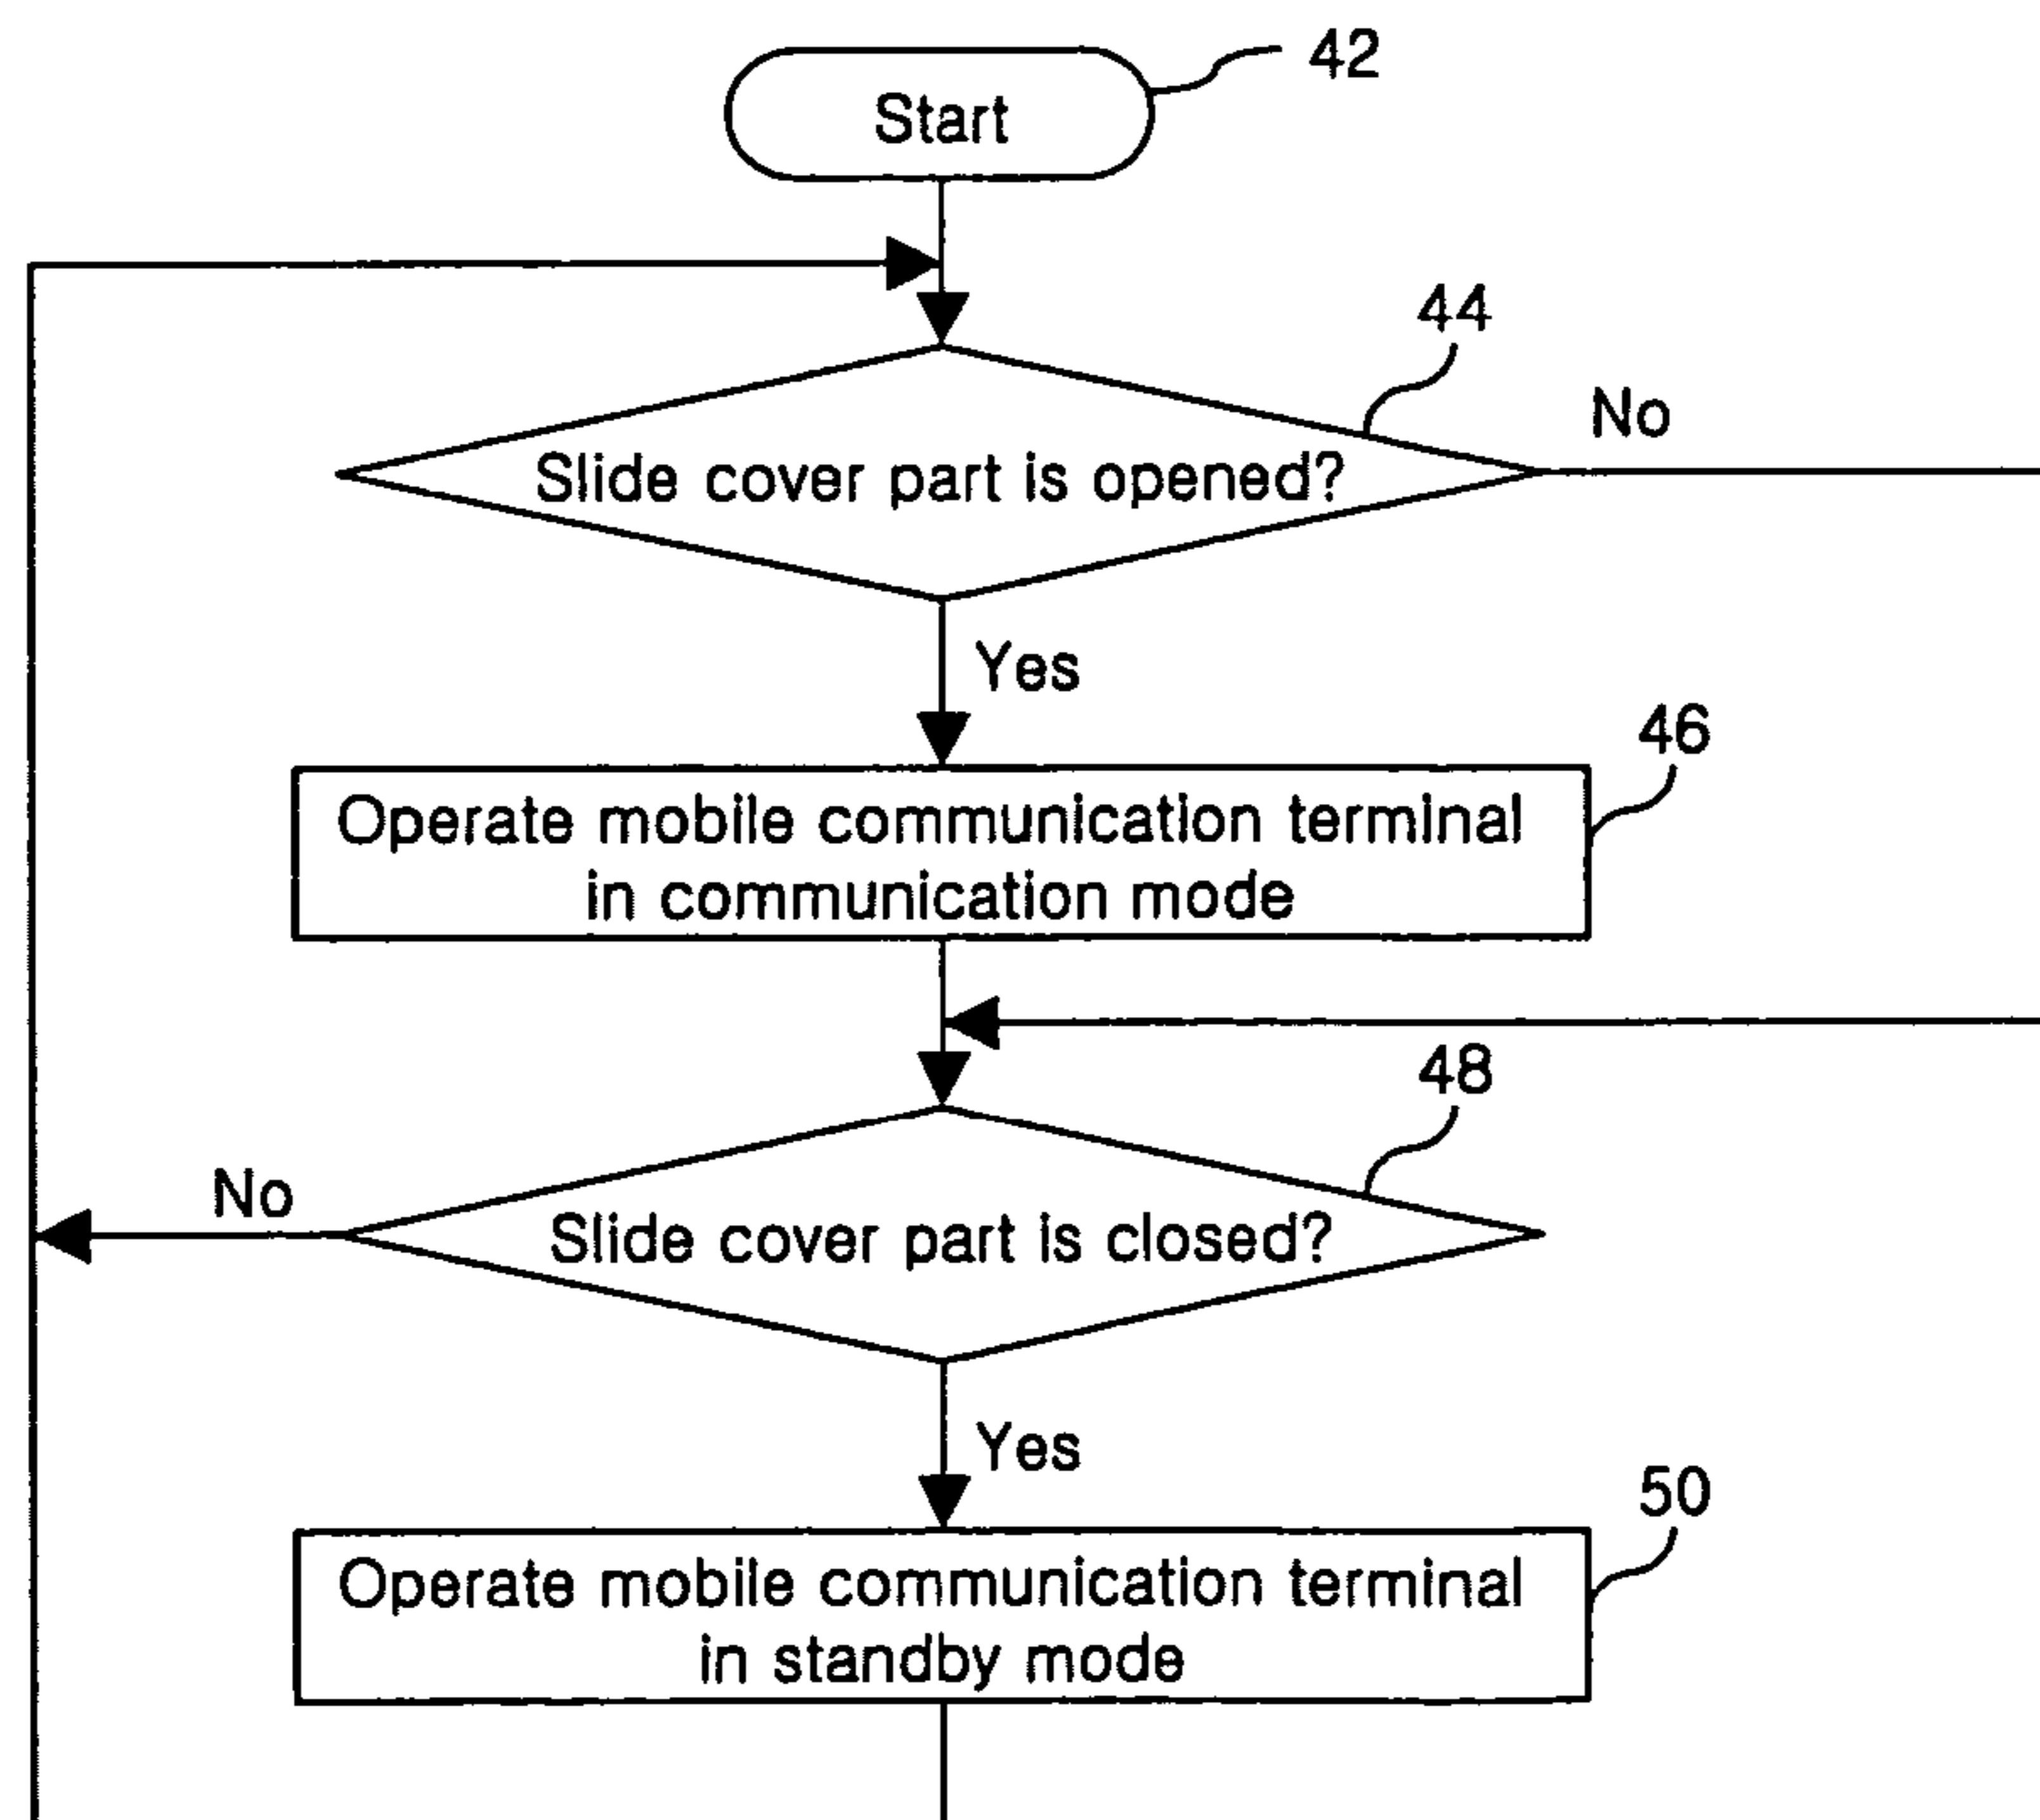 42
Start
44
No
Slide cover part is opened?
Yes
46
Operate mobile communication terminal
in communication mode
48
No
Slide cover part is closed?
Yes
50
Operate mobile communication terminal
in standby mode